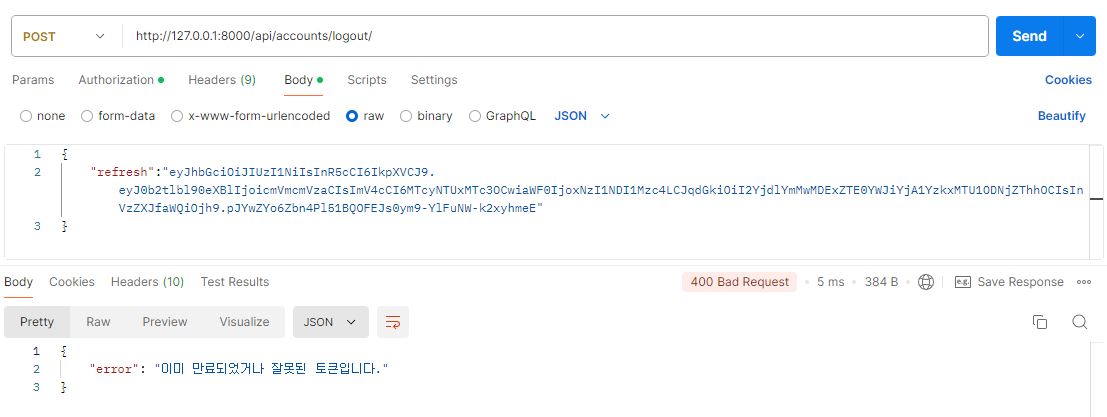 POST http://127.0.0.1:8000/api/accounts/logout/ Send
Params Authorization Headers (9) Body Scripts Settings Cookies
none form-data x-www-form-urlencoded raw binary GraphQL JSON Beautify
1 {
2 "refresh":"eyJhbGciOiJIUzI1NiIsInR5cCI6IkpXVCJ9.
eyJ0b2tlbl90eXBlIjoicmVmcmVzaCIsImV4cCI6MTcyNTUxMTc3OCwiaWF0IjoxNzI1NDI1Mzc4LCJqdGkiOiI2YjdlYmMwMDExZTE0YWJiYjA1YzkxMTU1ODNjZThhOCIsIn
VzZXJfaWQiOjh9.pJYwZYo6Zbn4Pl51BQOFEJs0ym9-YlFuNW-k2xyhmeE"
3 }
Body Cookies Headers (10) Test Results 400 Bad Request 5 ms 384 B e.g. Save Response
Pretty Raw Preview Visualize JSON
1 {
2 "error": "이미 만료되었거나 잘못된 토큰입니다."
3 }